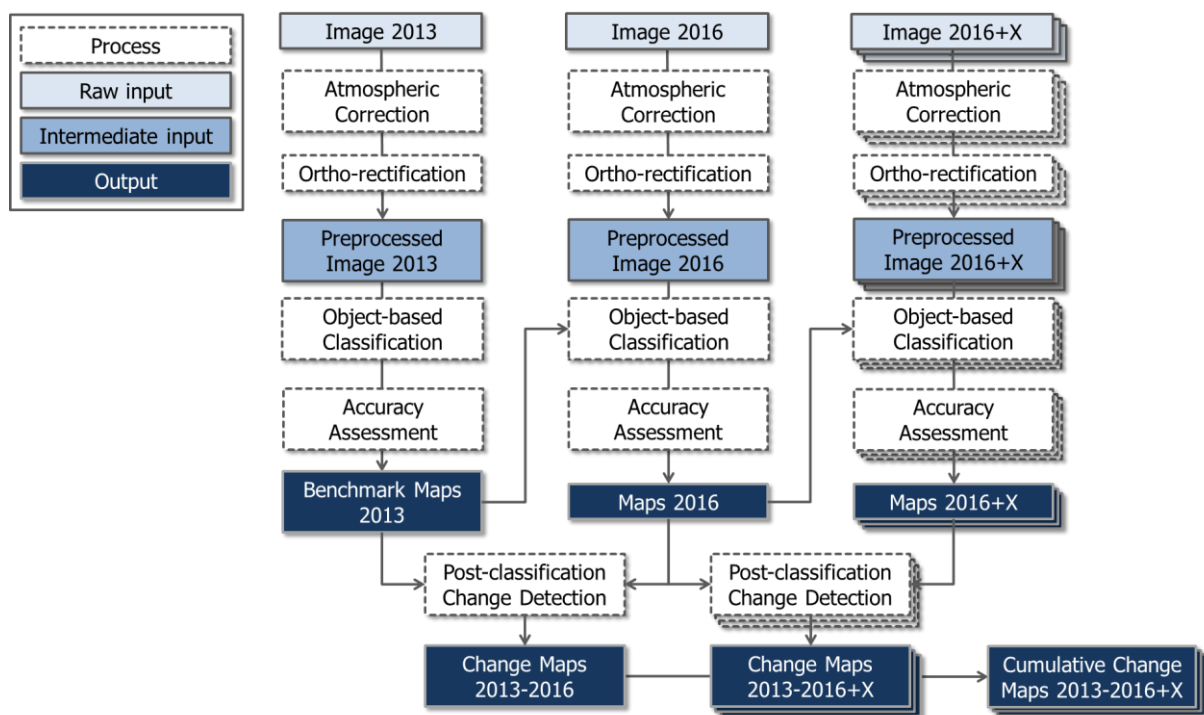 Process
Raw input
Intermediate input
Output
Image 2013
Image 2016
Image 2016+X
Atmospheric
Correction
Atmospheric
Correction
Atmospheric
Correction
Ortho-rectification
Ortho-rectification
Ortho-rectification
Preprocessed
Image 2013
Preprocessed
Image 2016
Preprocessed
Image 2016+X
Object-based
Classification
Object-based
Classification
Object-based
Classification
Accuracy
Assessment
Accuracy
Assessment
Accuracy
Assessment
Benchmark Maps
2013
Maps 2016
Maps 2016+X
Post-classification
Change Detection
Post-classification
Change Detection
Change Maps
2013-2016
Change Maps
2013-2016+X
Cumulative Change
Maps 2013-2016+X